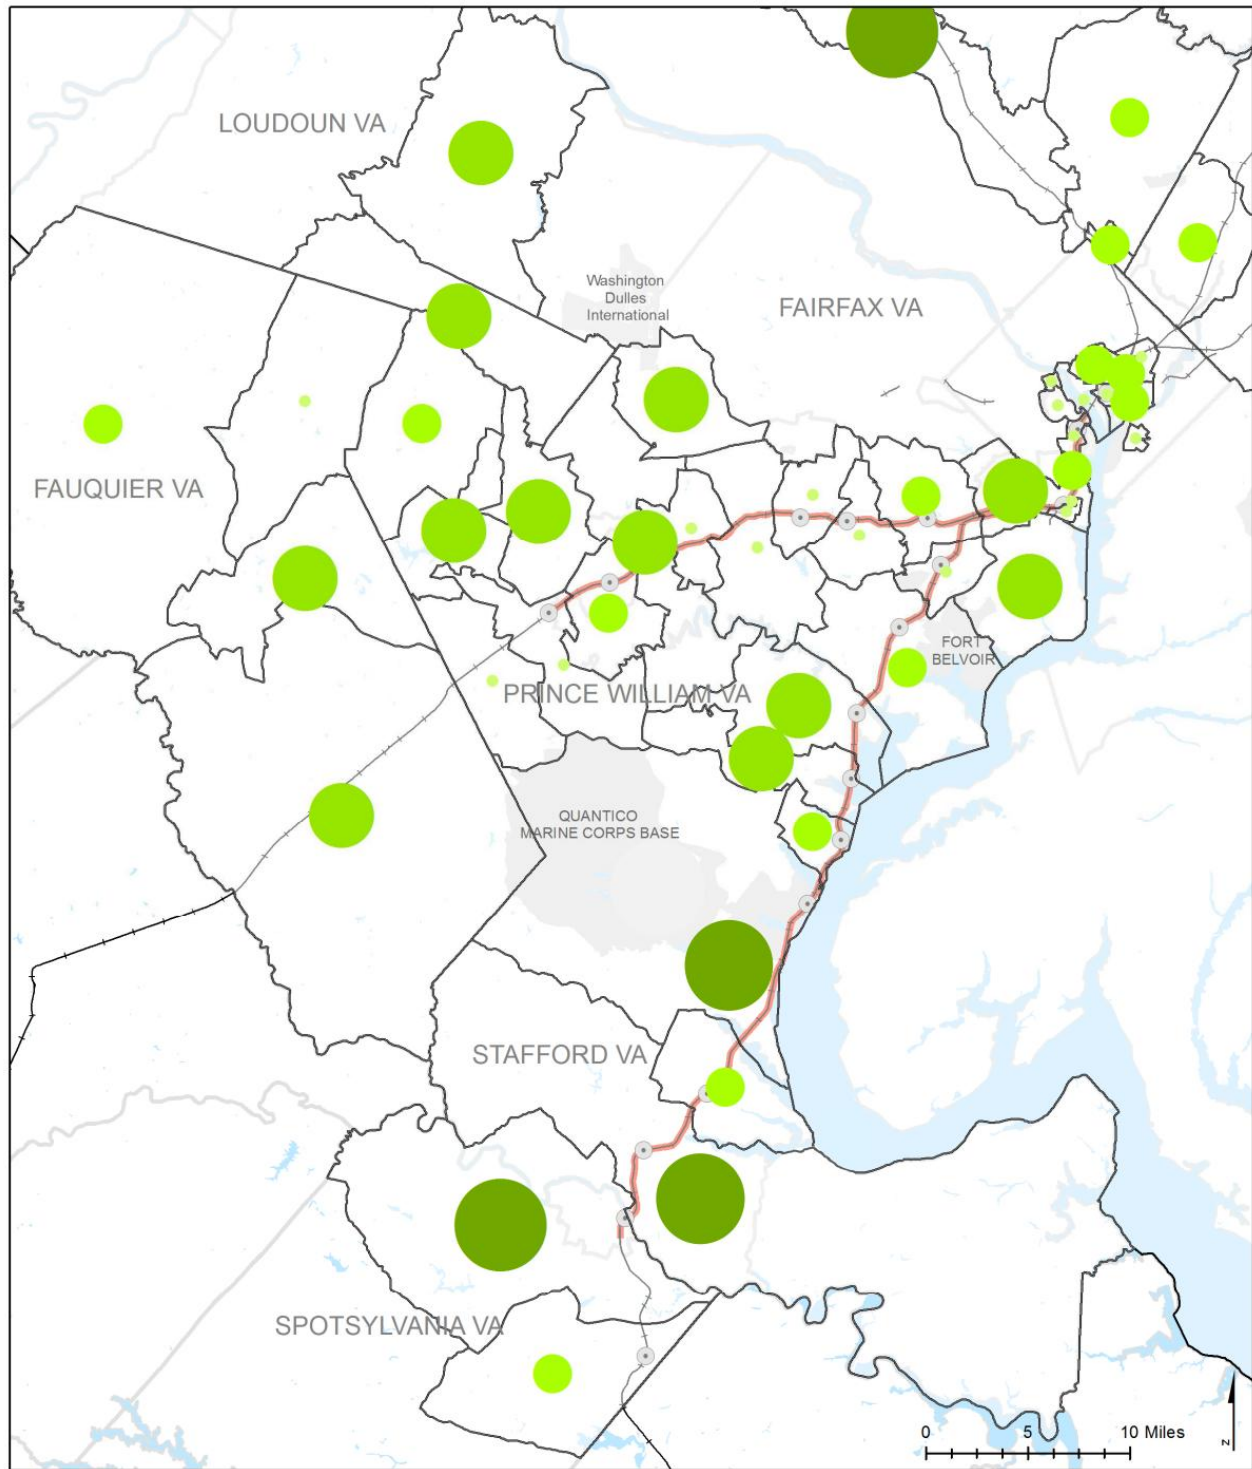 LOUDOUN VA
Washington
Dulles
International
FAIRFAX VA
FAUQUIER VA
FORT
BELVOIR
PRINCE WILLIAM VA
QUANTICO
MARINE CORPS BASE
STAFFORD VA
SPOTSYLVANIA VA
0 5 10 Miles
N